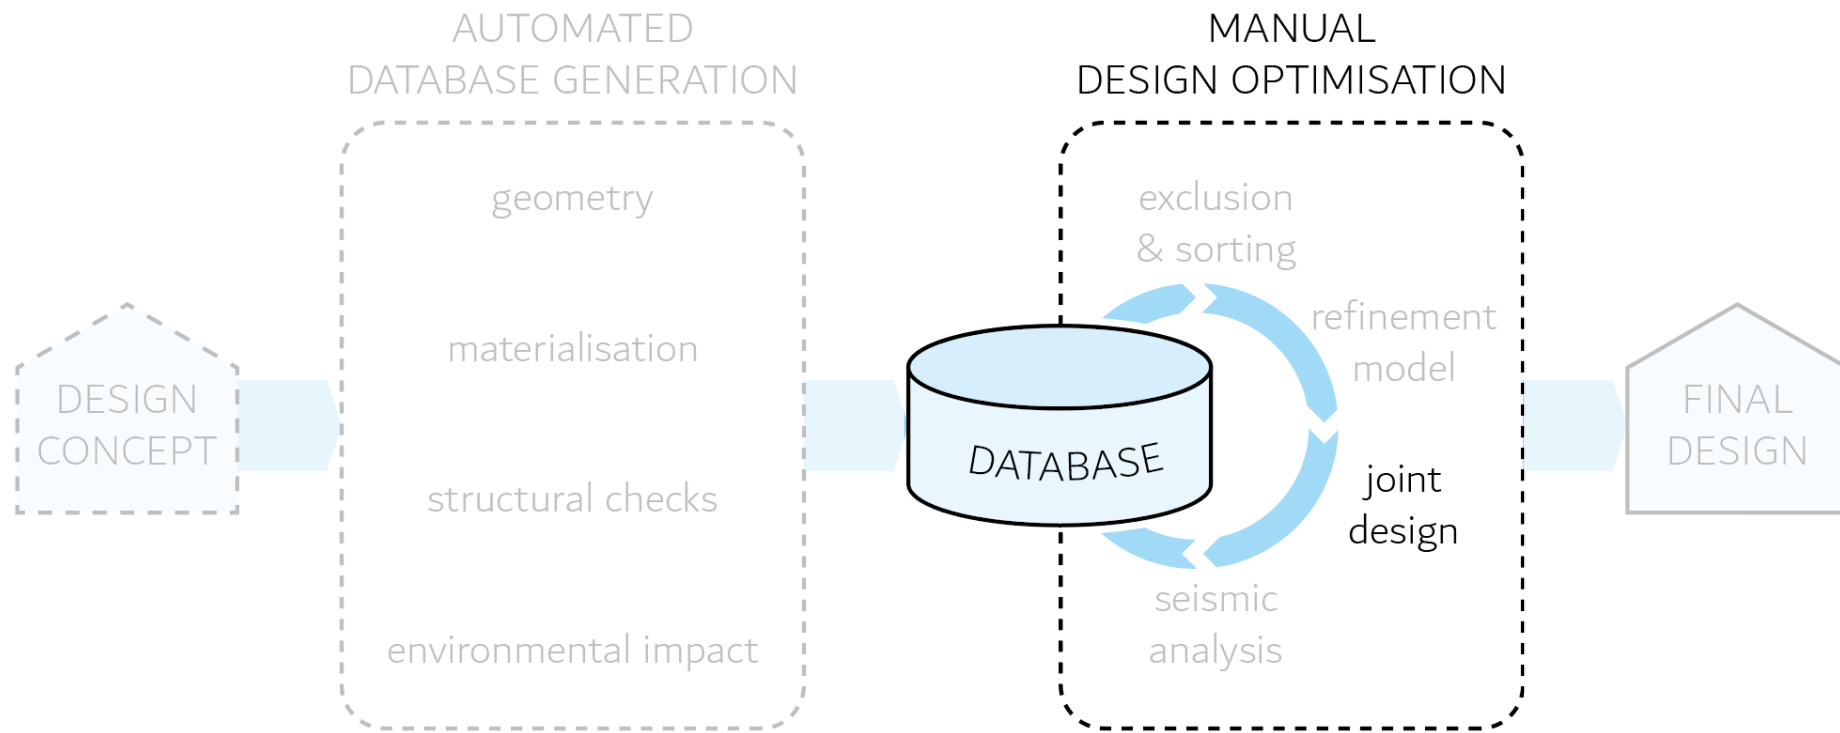 AUTOMATED
DATABASE GENERATION
geometry
materialisation
structural checks
environmental impact
DESIGN
CONCEPT
DATABASE
MANUAL
DESIGN OPTIMISATION
exclusion
& sorting
refinement
model
joint
design
seismic
analysis
FINAL
DESIGN